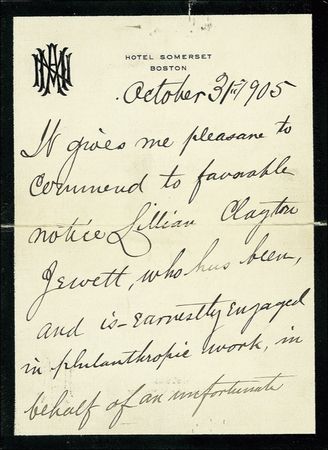 HOTEL SOMERSET
BOSTON
October 31st 1905
It gives me pleasure to
commend to favorable
notice Lillian Clayton
Jewett, who has been,
and is - earnestly engaged
in philanthropic work, in
behalf of an unfortunate